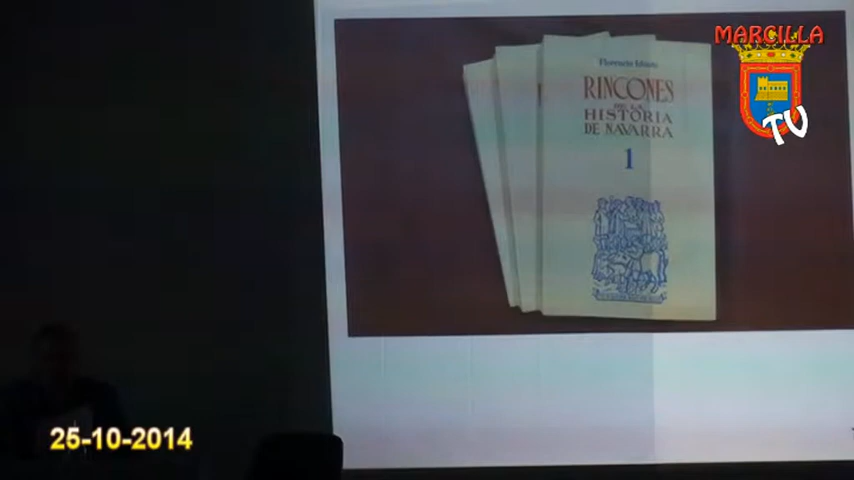 MARCILLA
TV
Florencio Idoate
RINCONES
DE LA
HISTORIA
DE NAVARRA
1
25-10-2014